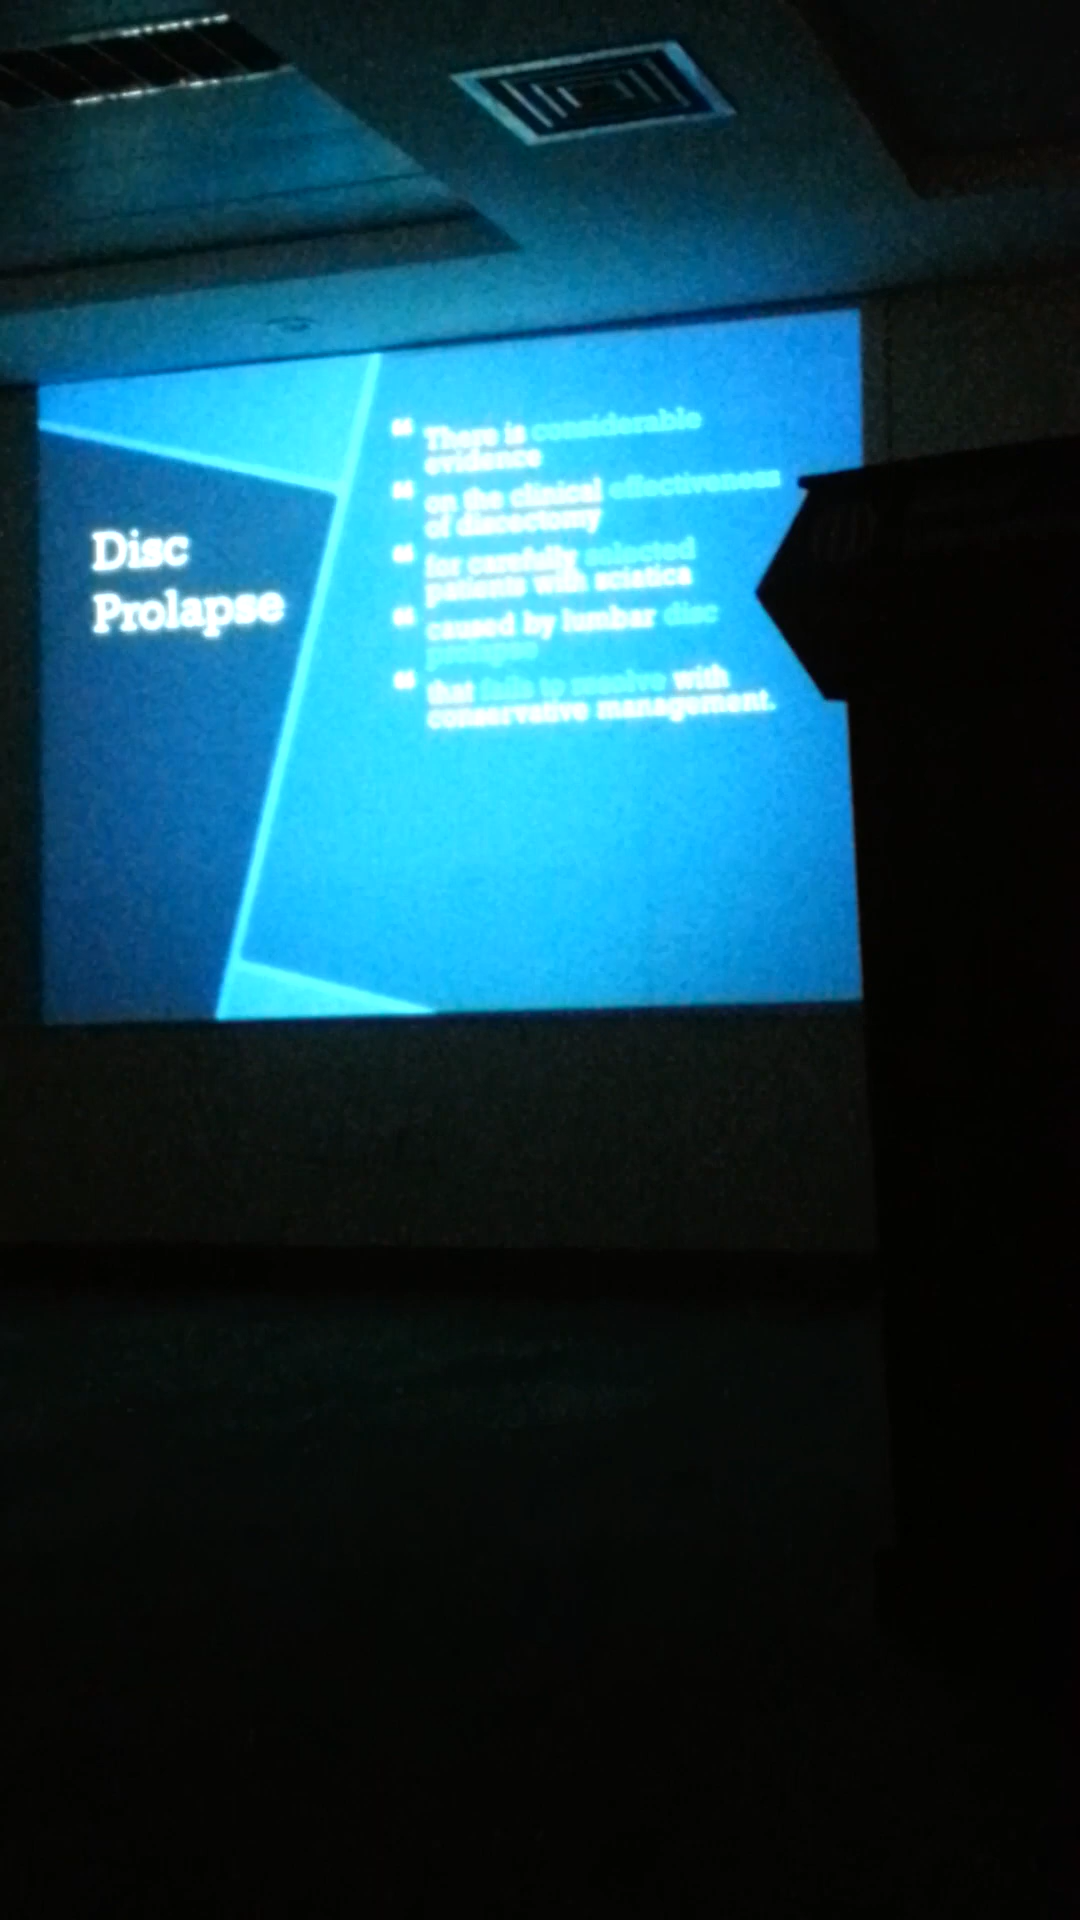 Disc
Prolapse
“ There is considerable
evidence
“ on the clinical effectiveness
of discectomy
“ for carefully selected
patients with sciatica
“ caused by lumbar disc
prolapse
“ that fails to resolve with
conservative management.